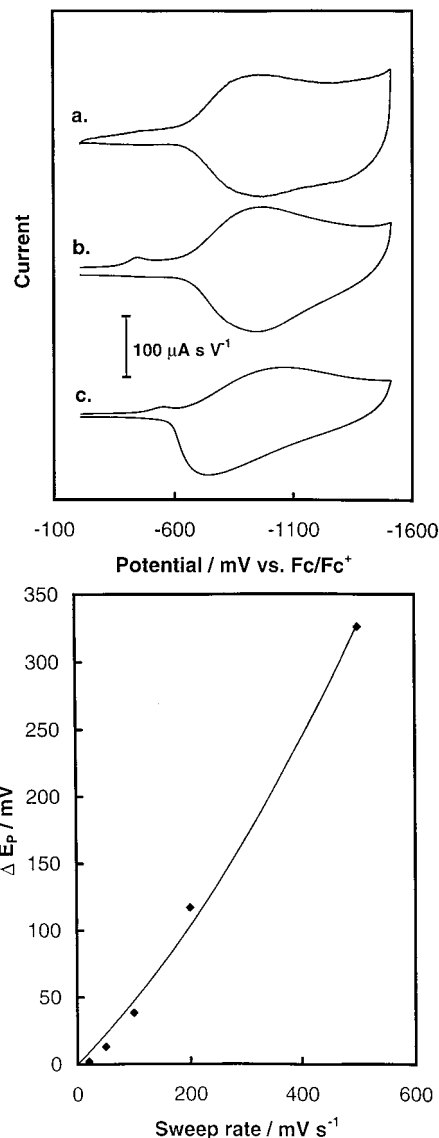 a.
b.
100 μA s V⁻¹
c.
Current
-100 -600 -1100 -1600
Potential / mV vs. Fc/Fc⁺
350
300
250
200
150
100
50
0
Δ E_P / mV
0 200 400 600
Sweep rate / mV s⁻¹